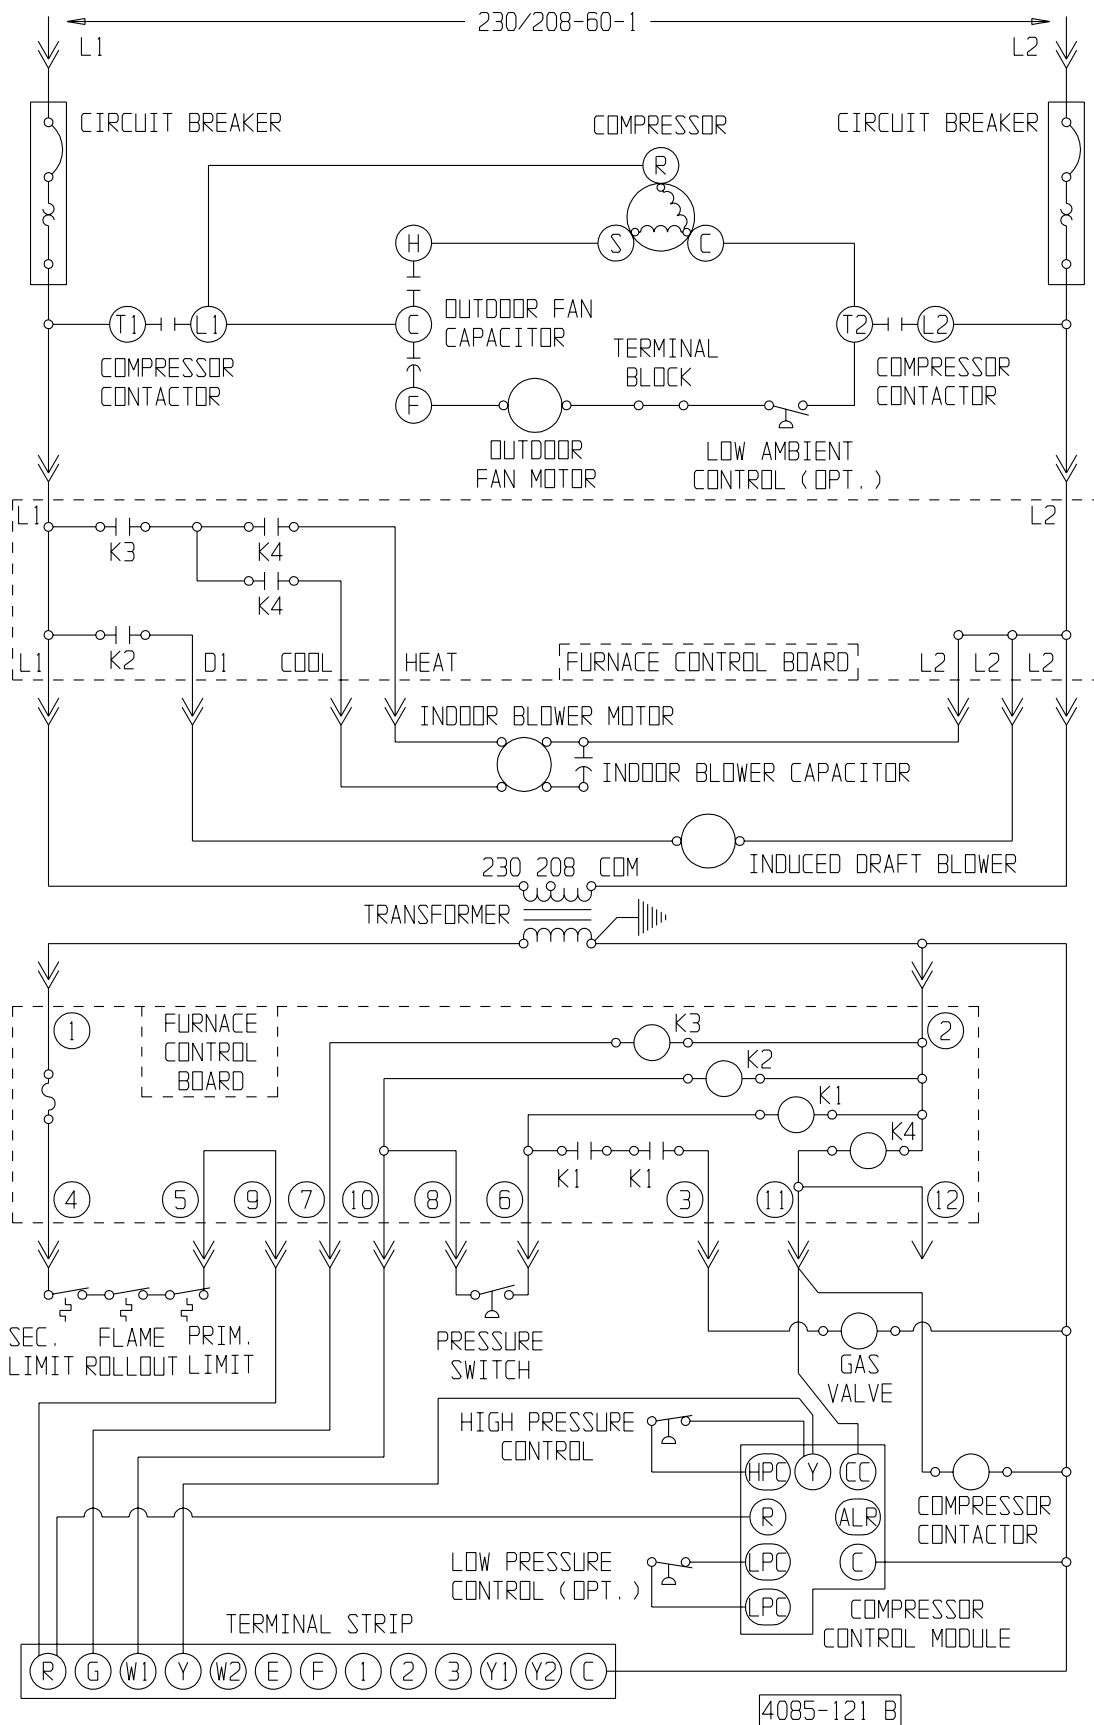 230/208-60-1
L1
L2
CIRCUIT BREAKER
COMPRESSOR
CIRCUIT BREAKER
R
H
S
C
OUTDOOR FAN
CAPACITOR
T1
L1
C
T2
L2
TERMINAL
BLOCK
COMPRESSOR
CONTACTOR
COMPRESSOR
CONTACTOR
F
OUTDOOR
FAN MOTOR
LOW AMBIENT
CONTROL (OPT.)
L1
L2
K3
K4
K4
K2
L1
D1
COOL
HEAT
FURNACE CONTROL BOARD
L2
L2
L2
INDOOR BLOWER MOTOR
INDOOR BLOWER CAPACITOR
INDUCED DRAFT BLOWER
230 208 COM
TRANSFORMER
1
FURNACE
CONTROL
BOARD
K3
2
K2
K1
K4
K1
K1
4
5
9
7
10
8
6
3
11
12
SEC.
LIMIT
FLAME
ROLLOUT
PRIM.
LIMIT
PRESSURE
SWITCH
GAS
VALVE
HIGH PRESSURE
CONTROL
HPC
Y
CC
R
ALR
COMPRESSOR
CONTACTOR
LOW PRESSURE
CONTROL (OPT.)
LPC
C
LPC
COMPRESSOR
CONTROL MODULE
TERMINAL STRIP
R G W1 Y W2 E F 1 2 3 Y1 Y2 C
4085-121 B